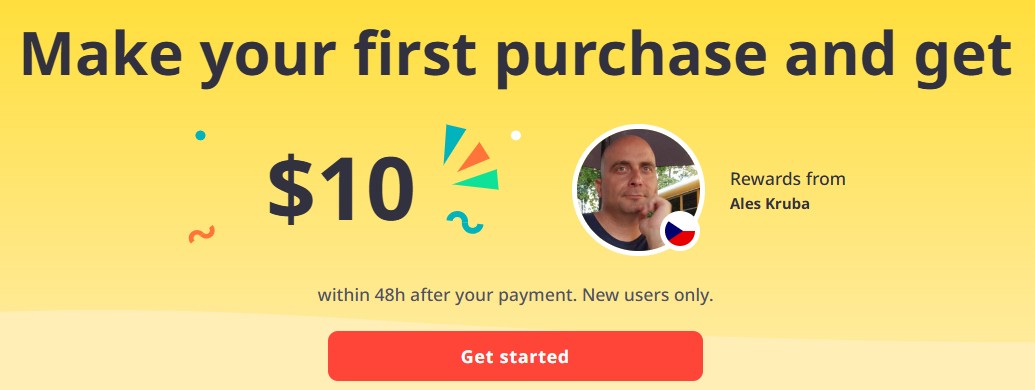 Make your first purchase and get
$10
Rewards from
Ales Kruba
within 48h after your payment. New users only.
Get started